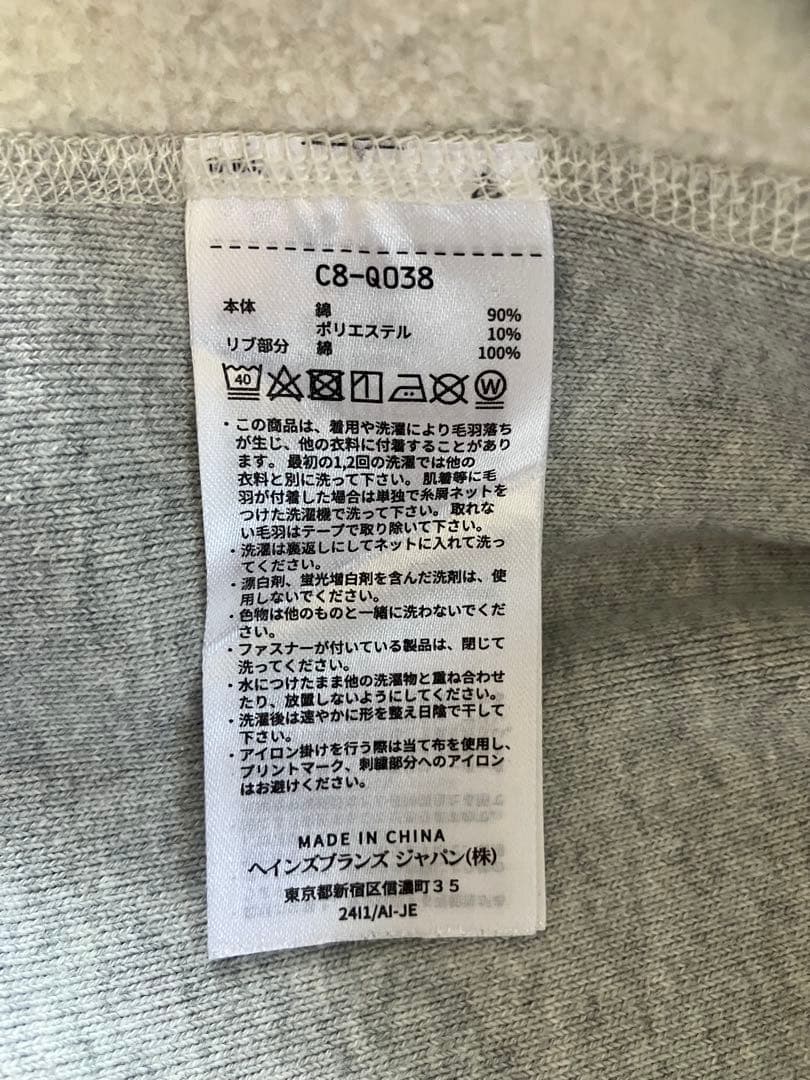 C8-Q038
本体 綿 90%
ポリエステル 10%
リブ部分 綿 100%
40 W
・この商品は、着用や洗濯により毛羽落ち
が生じ、他の衣料に付着することがあり
ます。最初の1,2回の洗濯では他の
衣料と別に洗って下さい。肌着等に毛
羽が付着した場合は単独で糸屑ネットを
つけた洗濯機で洗って下さい。取れな
い毛羽はテープで取り除いて下さい。
・洗濯は裏返しにしてネットに入れて洗っ
てください。
・漂白剤、蛍光増白剤を含んだ洗剤は、使
用しないでください。
・色物は他のものと一緒に洗わないでくだ
さい。
・ファスナーが付いている製品は、閉じて
洗ってください。
・水につけたまま他の洗濯物と重ね合わせ
たり、放置しないようにしてください。
・洗濯後は速やかに形を整え日陰で干して
下さい。
・アイロン掛けを行う際は当て布を使用し、
プリントマーク、刺繍部分へのアイロン
はお避けください。
MADE IN CHINA
ヘインズブランズ ジャパン(株)
東京都新宿区信濃町35
24I1/AI-JE